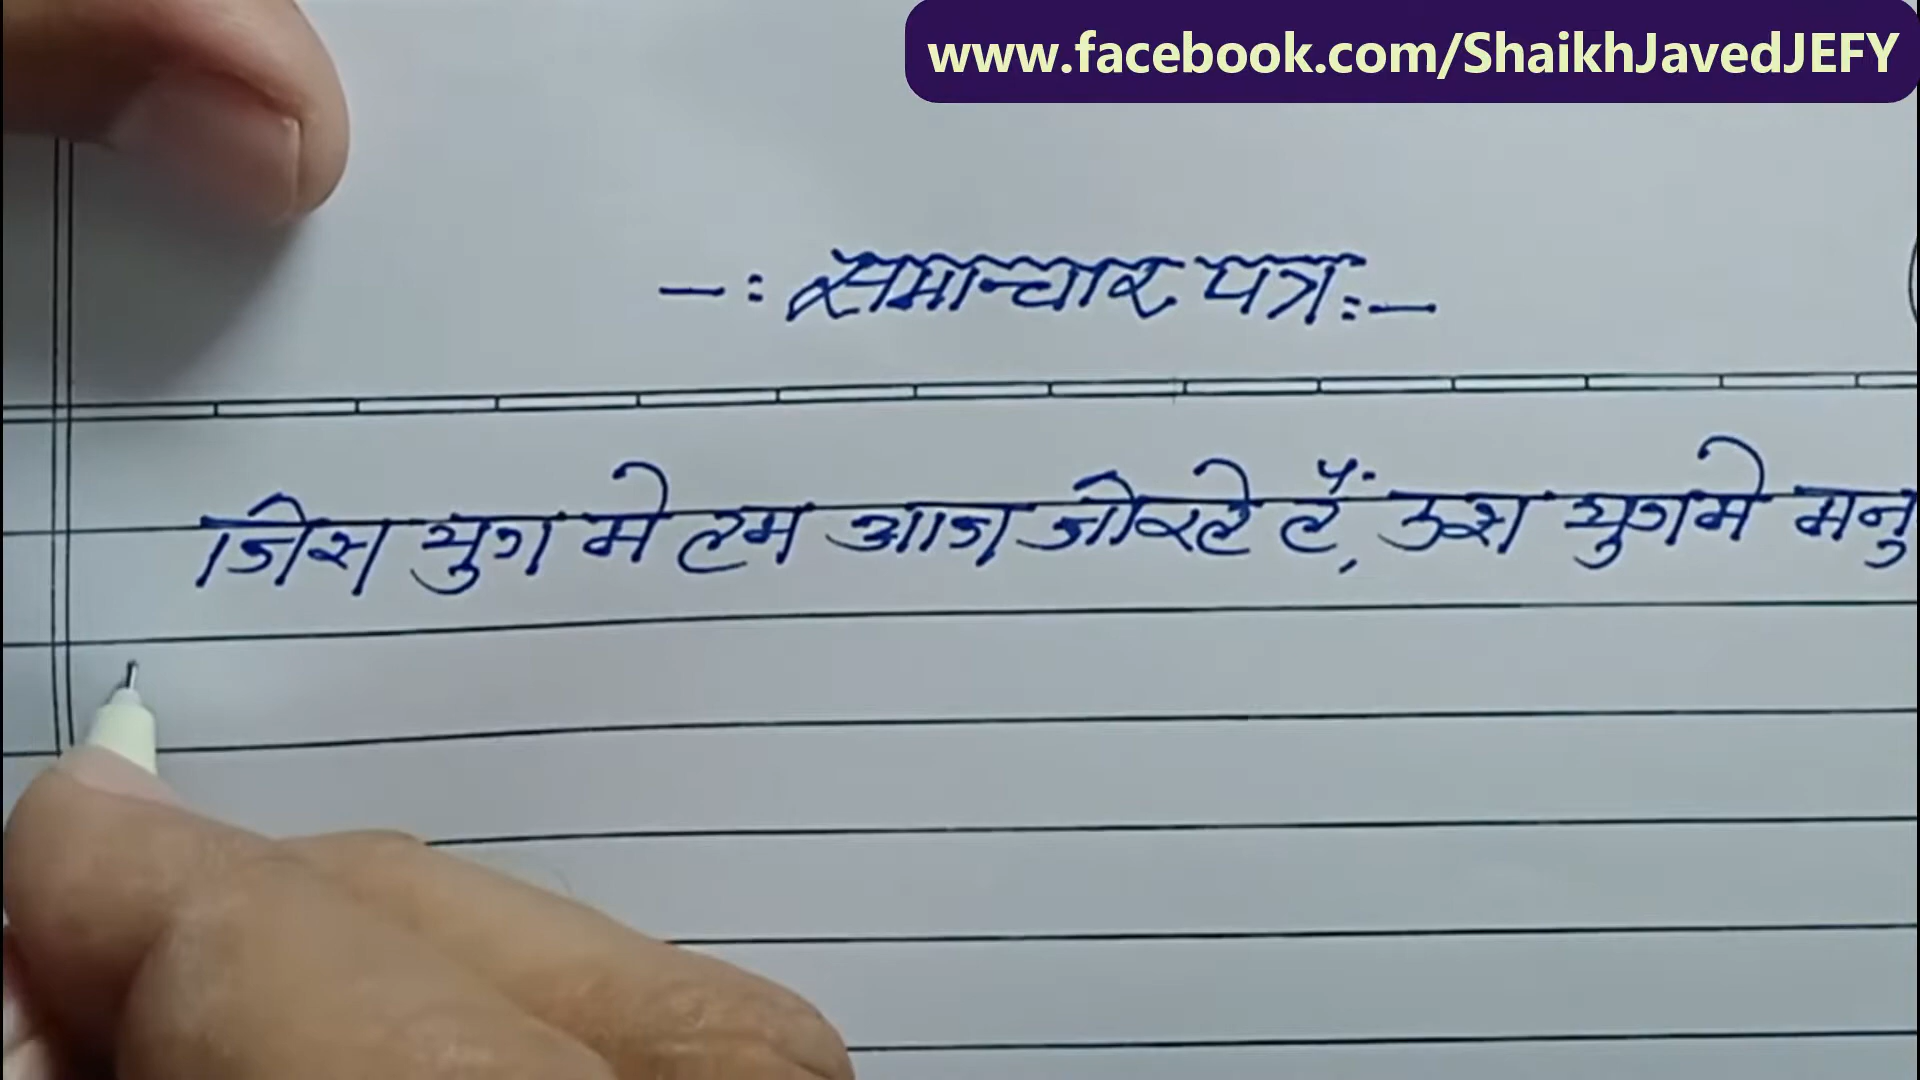 www.facebook.com/ShaikhJavedJEFY
-: समाचार पत्र :-
जिस युग मे हम आज जी रहे हैं, उस युग मे मनु